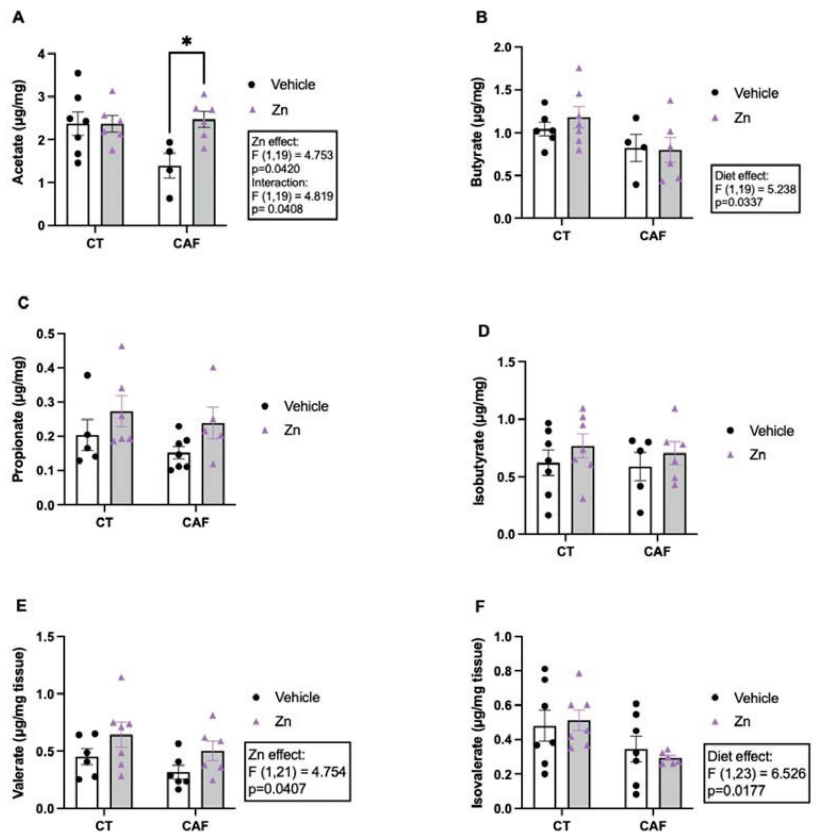 A
Acetate (µg/mg)
4
3
2
1
0
CT
CAF
*
Vehicle
Zn
Zn effect:
F (1,19) = 4.753
p=0.0420
Interaction:
F (1,19) = 4.819
p= 0.0408
B
Butyrate (µg/mg)
2.0
1.5
1.0
0.5
0.0
CT
CAF
Vehicle
Zn
Diet effect:
F (1,19) = 5.238
p=0.0337
C
Propionate (µg/mg)
0.5
0.4
0.3
0.2
0.1
0.0
CT
CAF
Vehicle
Zn
D
Isobutyrate (µg/mg)
1.5
1.0
0.5
0.0
CT
CAF
Vehicle
Zn
E
Valerate (µg/mg tissue)
1.5
1.0
0.5
0.0
CT
CAF
Vehicle
Zn
Zn effect:
F (1,21) = 4.754
p=0.0407
F
Isovalerate (µg/mg tissue)
1.0
0.8
0.6
0.4
0.2
0.0
CT
CAF
Vehicle
Zn
Diet effect:
F (1,23) = 6.526
p=0.0177